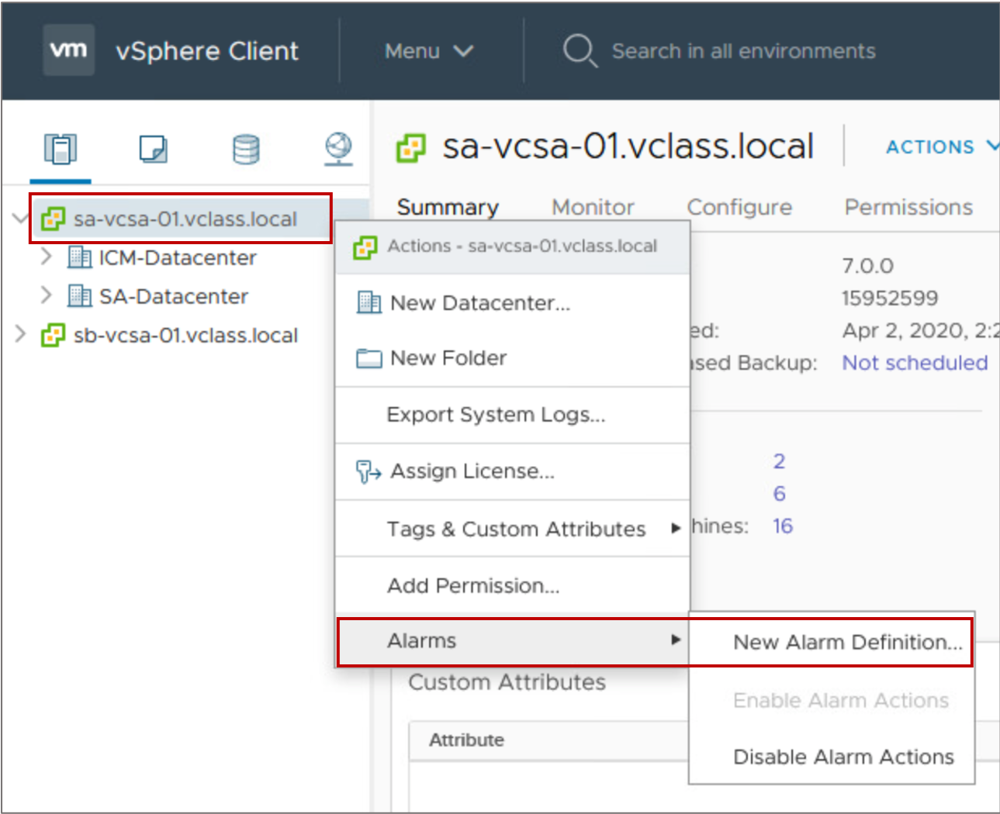 vm vSphere Client Menu Search in all environments
sa-vcsa-01.vclass.local ACTIONS
Summary Monitor Configure Permissions
sa-vcsa-01.vclass.local
ICM-Datacenter
SA-Datacenter
sb-vcsa-01.vclass.local
Actions - sa-vcsa-01.vclass.local
New Datacenter...
New Folder
Export System Logs...
Assign License...
Tags & Custom Attributes
Add Permission...
Alarms
New Alarm Definition...
Enable Alarm Actions
Disable Alarm Actions
7.0.0
15952599
ed: Apr 2, 2020, 2:2
ased Backup: Not scheduled
2
6
hines: 16
Custom Attributes
Attribute